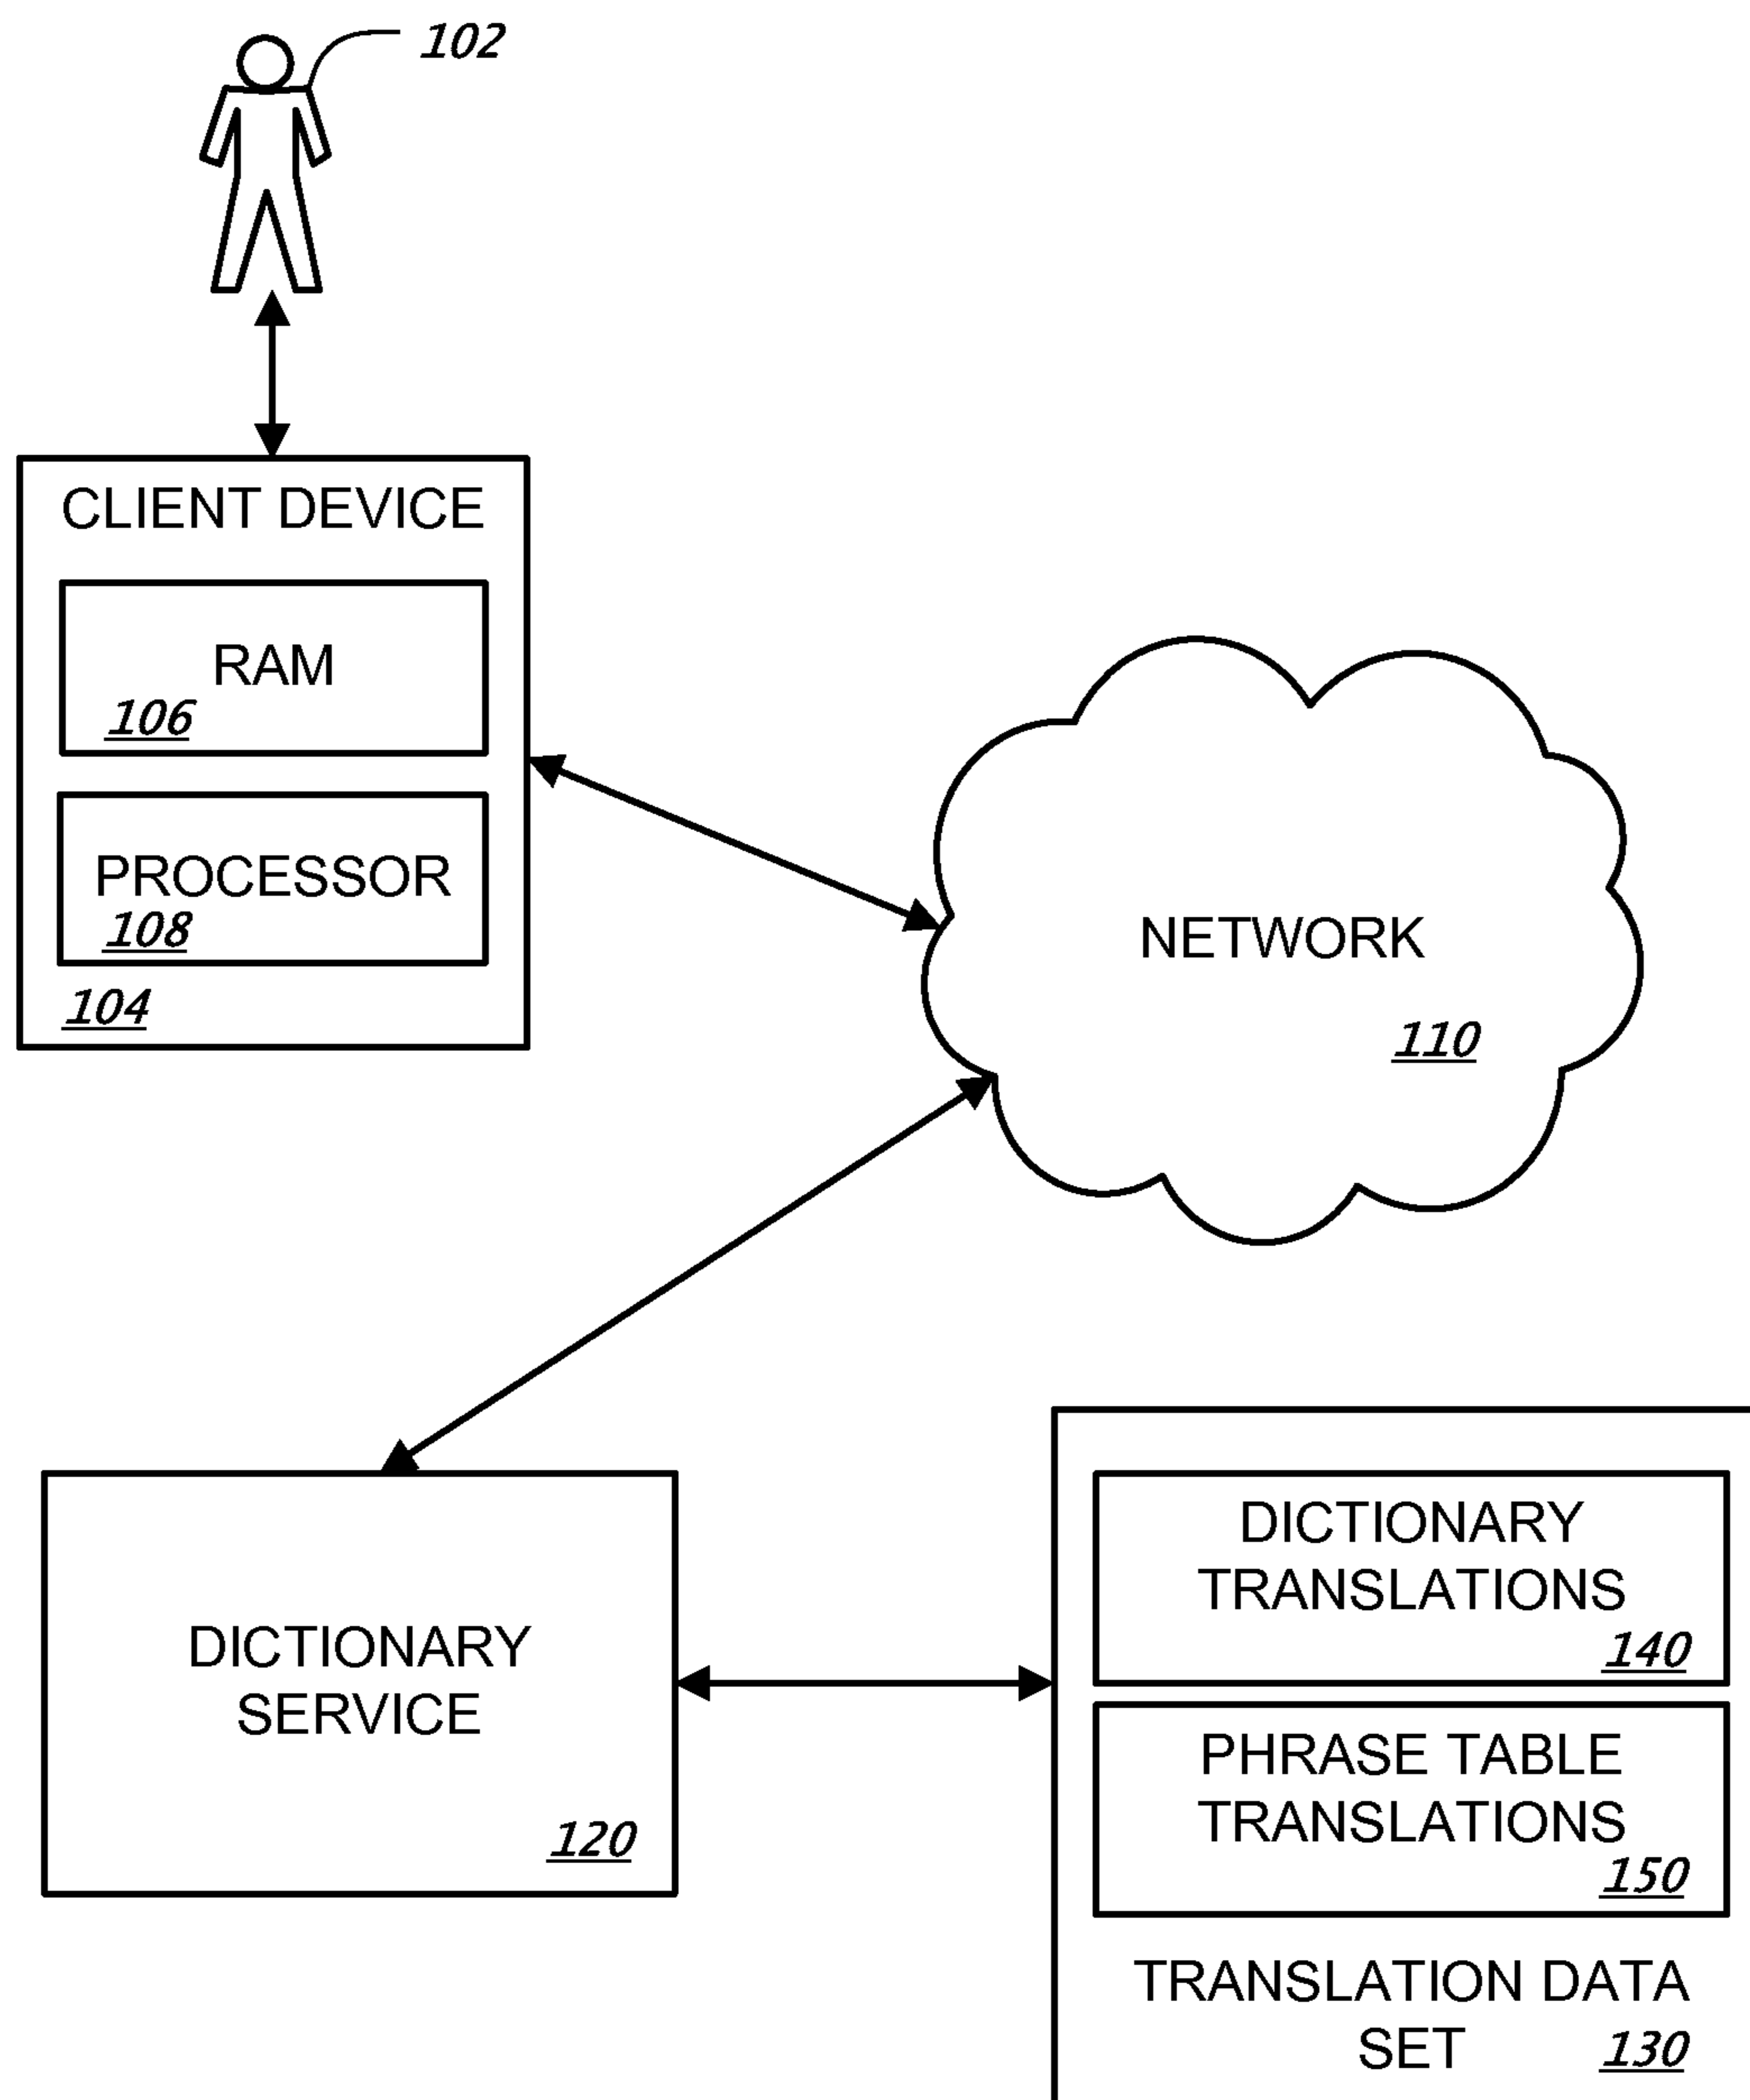 102
CLIENT DEVICE
RAM
106
PROCESSOR
108
104
NETWORK
110
DICTIONARY
SERVICE
120
DICTIONARY
TRANSLATIONS
140
PHRASE TABLE
TRANSLATIONS
150
TRANSLATION DATA
SET 130